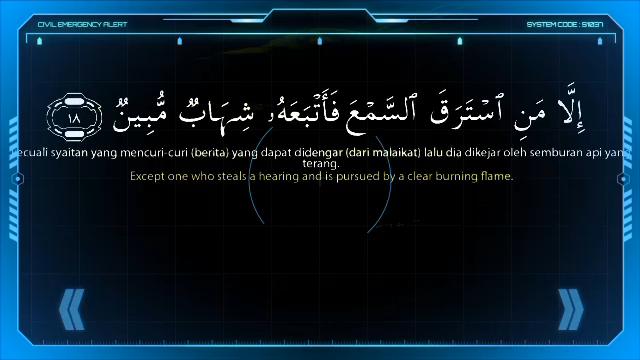 CIVIL EMERGENCY ALERT
SYSTEM CODE : S1037
إِلَّا مَنِ ٱسْتَرَقَ ٱلسَّمْعَ فَأَتْبَعَهُۥ شِهَابٌ مُّبِينٌ ١٨
ecuali syaitan yang mencuri-curi (berita) yang dapat didengar (dari malaikat) lalu dia dikejar oleh semburan api yan
terang.
Except one who steals a hearing and is pursued by a clear burning flame.